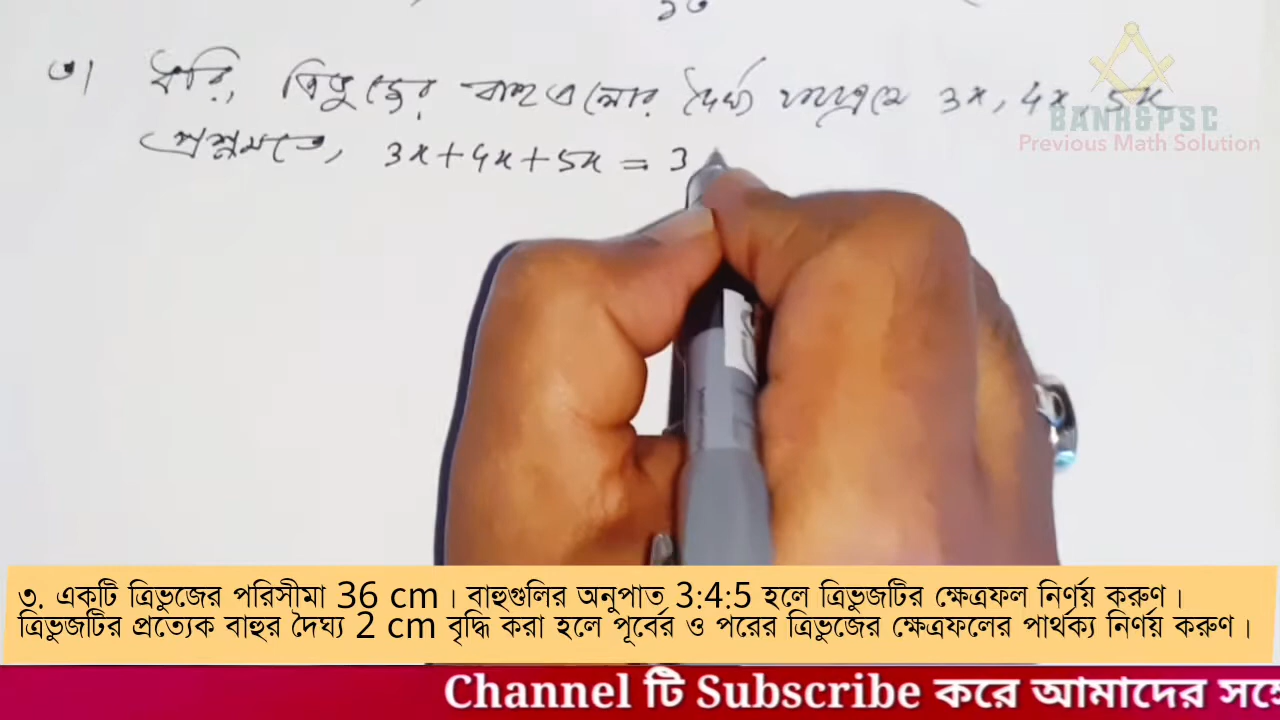 ৩। ধরি, ত্রিভুজের বাহুগুলোর দৈর্ঘ্য যথাক্রমে 3x, 4x, 5x
প্রশ্নমতে, 3x+4x+5x = 3
BANK&PSC
Previous Math Solution
৩. একটি ত্রিভুজের পরিসীমা 36 cm। বাহুগুলির অনুপাত 3:4:5 হলে ত্রিভুজটির ক্ষেত্রফল নির্ণয় করুণ।
ত্রিভুজটির প্রত্যেক বাহুর দৈর্ঘ্য 2 cm বৃদ্ধি করা হলে পূর্বের ও পরের ত্রিভুজের ক্ষেত্রফলের পার্থক্য নির্ণয় করুণ।
Channel টি Subscribe করে আমাদের সঙ্গে